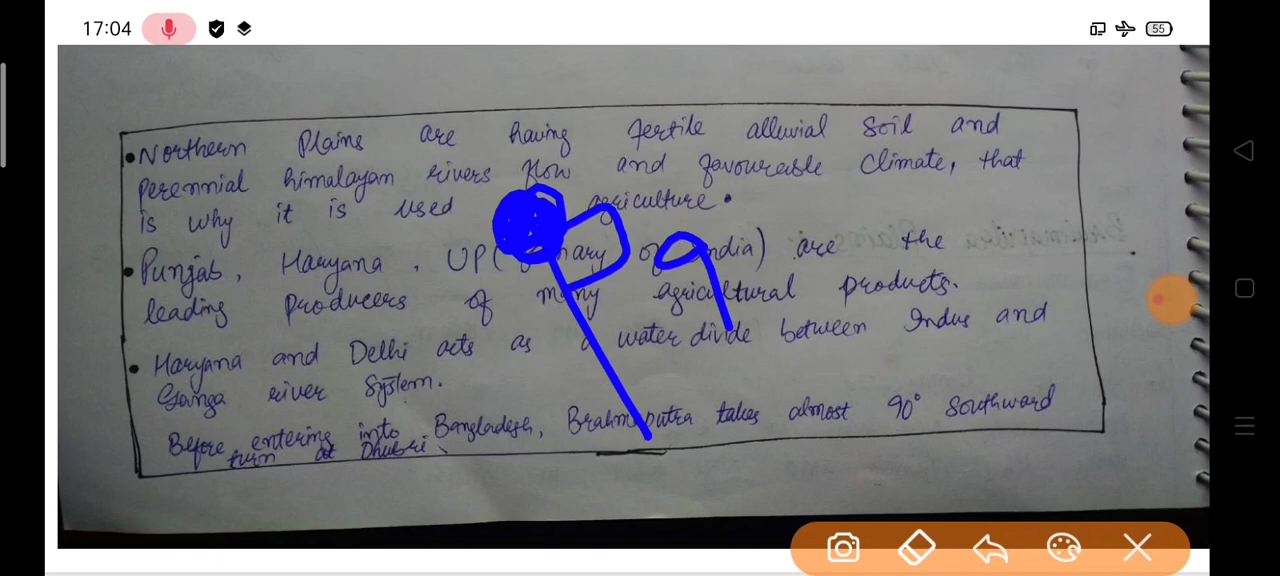 17:04
55
• Northern Plains are having fertile alluvial soil and
perennial himalayan rivers flow and favourable climate, that
is why it is used agriculture.
• Punjab, Haryana, UP( of India) are the
leading producers of many agricultural products.
• Haryana and Delhi acts as a water divide between Indus and
Ganga river system.
Before entering into Bangladesh, Brahmaputra takes almost 90° southward
turn at Dhubri.